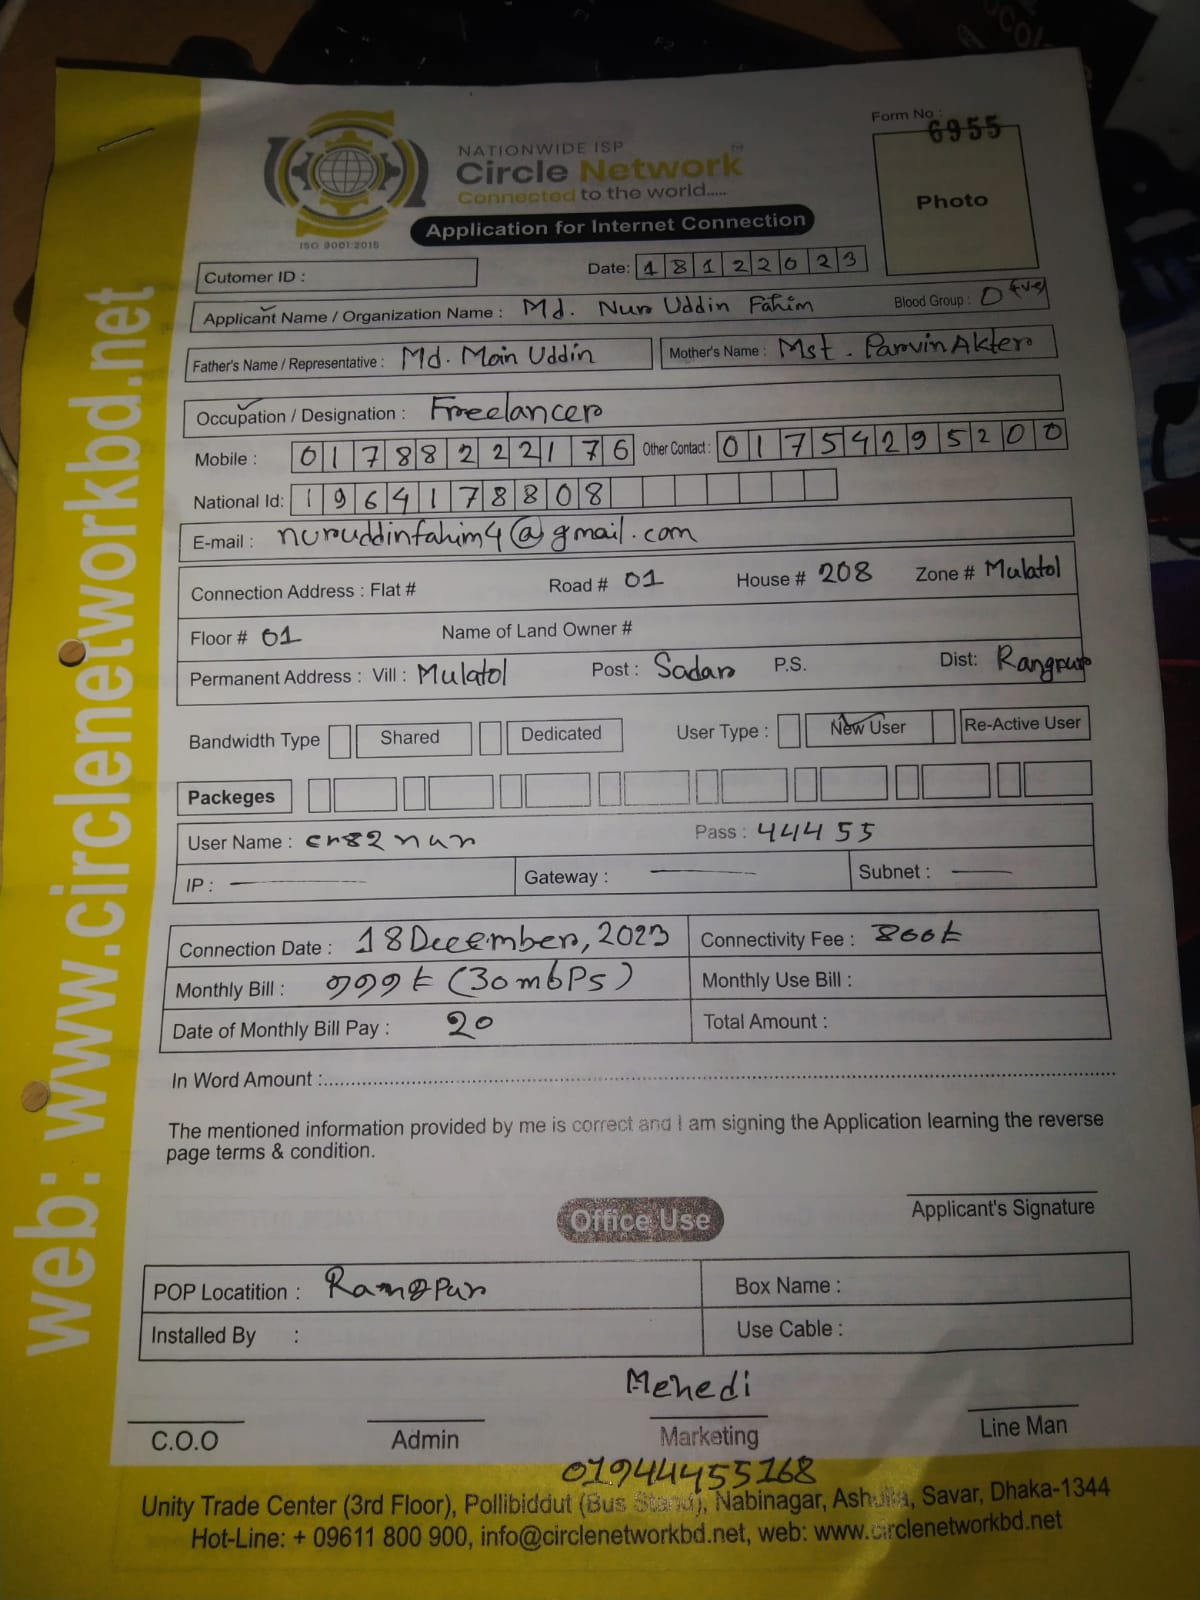 Form No :
6955
NATIONWIDE ISP
Circle Network TM
Connected to the world.....
ISO 9001:2015
Application for Internet Connection
Photo
Cutomer ID :
Date: 18122023
Applicant Name / Organization Name : Md. Nur Uddin Fahim Blood Group : O (+ve)
Father's Name / Representative : Md. Moin Uddin Mother's Name : Mst. Parvin Akter
Occupation / Designation : Freelancer
Mobile : 01788222176 Other Contact : 01754295200
National Id: 1964178808
E-mail : nuruddinfahim4@gmail.com
Connection Address : Flat # Road # 01 House # 208 Zone # Mulatol
Floor # 01 Name of Land Owner #
Permanent Address : Vill : Mulatol Post : Sadar P.S. Dist: Rangpur
Bandwidth Type Shared Dedicated User Type : New User Re-Active User
Packeges
User Name : cr82nur Pass : 44455
IP : Gateway : Subnet :
Connection Date : 18 December, 2023 Connectivity Fee :
Monthly Bill : (30mbPs) Monthly Use Bill :
Date of Monthly Bill Pay : 20 Total Amount :
In Word Amount :
The mentioned information provided by me is correct and I am signing the Application learning the reverse
page terms & condition.
Applicant's Signature
Office Use
POP Locatition : Rangpur Box Name :
Installed By : Use Cable :
Mehedi
C.O.O Admin Marketing Line Man
01944455168
Unity Trade Center (3rd Floor), Pollibiddut (Bus Stand), Nabinagar, Ashulia, Savar, Dhaka-1344
Hot-Line: + 09611 800 900, info@circlenetworkbd.net, web: www.circlenetworkbd.net
web: www.circlenetworkbd.net